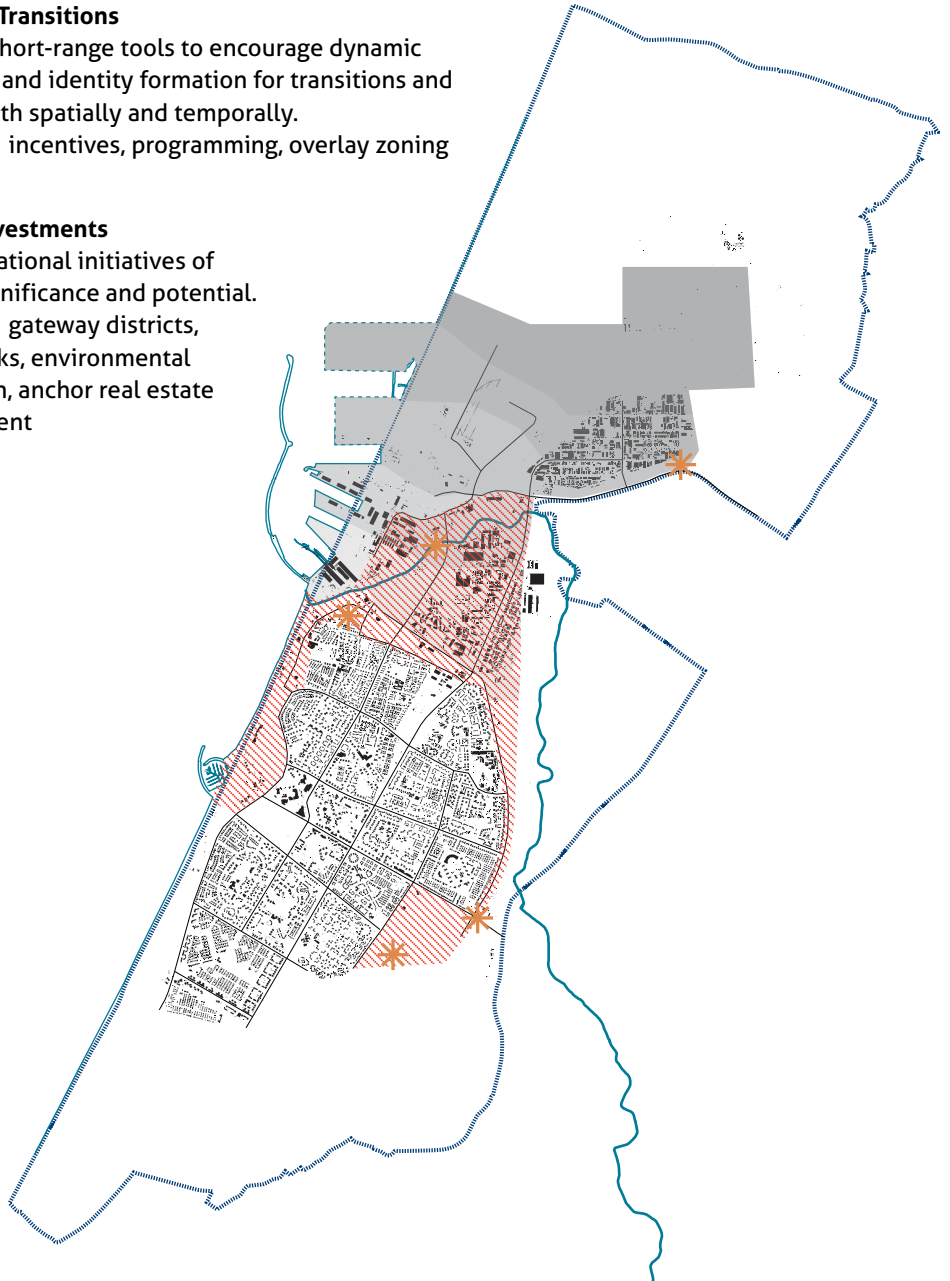 Transitions
hort-range tools to encourage dynamic
and identity formation for transitions and
th spatially and temporally.
incentives, programming, overlay zoning
vestments
ational initiatives of
nificance and potential.
gateway districts,
ks, environmental
n, anchor real estate
ent